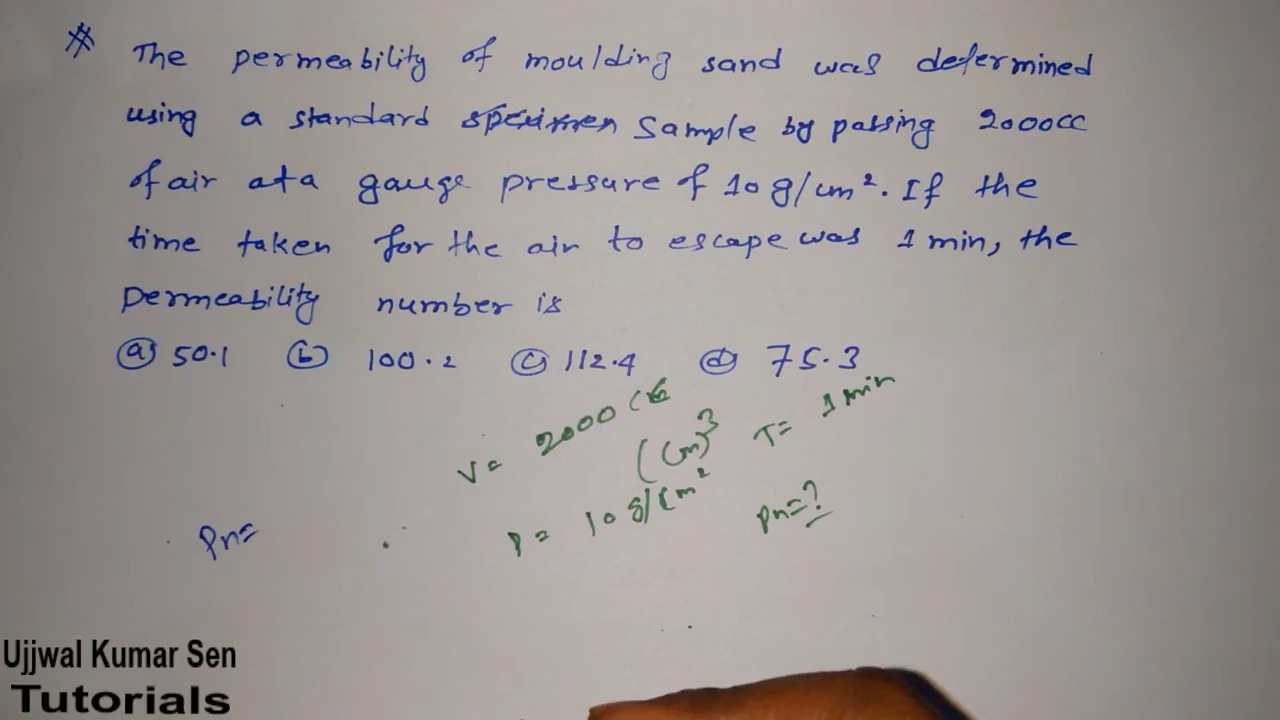 The permeability of moulding sand was determined
using a standard specimen sample by passing 2000cc
of air at a gauge pressure of 10 g/cm². If the
time taken for the air to escape was 1 min, the
permeability number is
(a) 50.1 (b) 100.2 (c) 112.4 (d) 75.3
V= 2000 cc
(cm)³ T= 1 min
P = 10 g/cm² Pn=?
Pn=
Ujjwal Kumar Sen
Tutorials